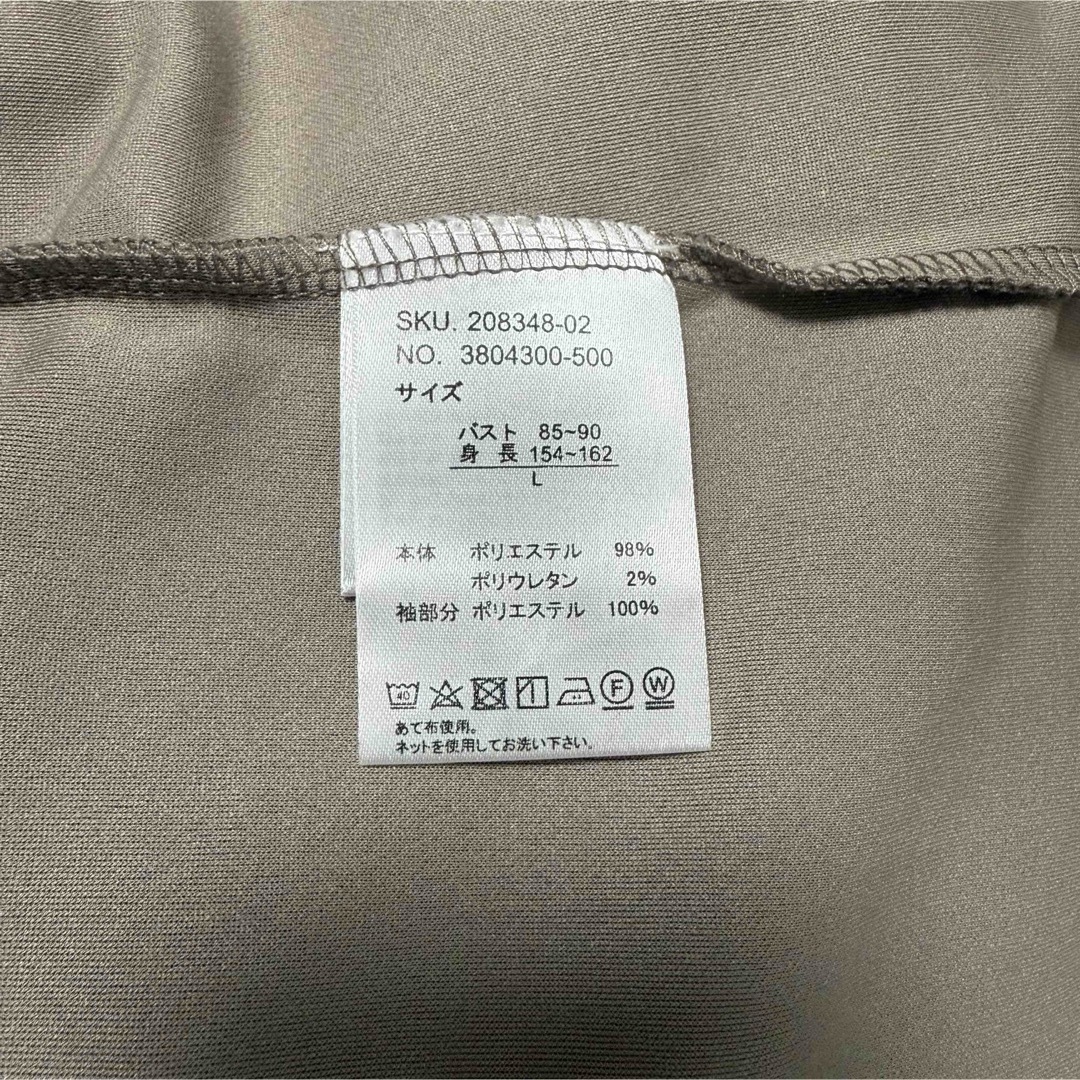 SKU. 208348-02
NO. 3804300-500
サイズ
バスト 85~90
身長 154~162
L
本体 ポリエステル 98%
ポリウレタン 2%
袖部分 ポリエステル 100%
40 F W
あて布使用。
ネットを使用してお洗い下さい。